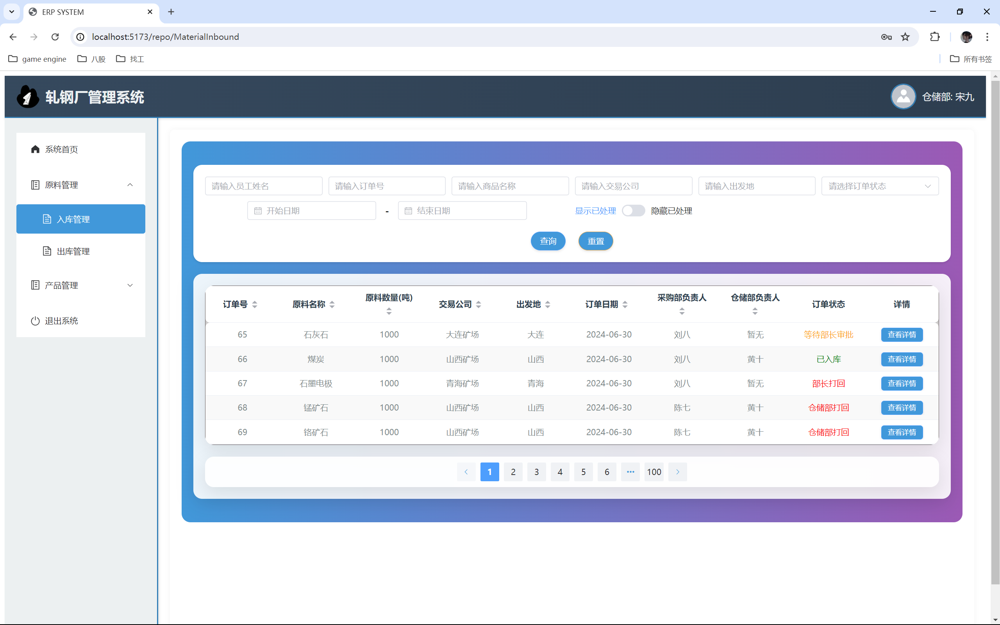 ERP SYSTEM
localhost:5173/repo/MaterialInbound
game engine 八股 找工 所有书签
轧钢厂管理系统 仓储部: 宋九
系统首页
原料管理
入库管理
出库管理
产品管理
退出系统
请输入员工姓名 请输入订单号 请输入商品名称 请输入交易公司 请输入出发地 请选择订单状态
开始日期 - 结束日期 显示已处理 隐藏已处理
查询 重置
订单号 原料名称 原料数量(吨) 交易公司 出发地 订单日期 采购部负责人 仓储部负责人 订单状态 详情
65 石灰石 1000 大连矿场 大连 2024-06-30 刘八 暂无 等待部长审批 查看详情
66 煤炭 1000 山西矿场 山西 2024-06-30 刘八 黄十 已入库 查看详情
67 石墨电极 1000 青海矿场 青海 2024-06-30 刘八 暂无 部长打回 查看详情
68 锰矿石 1000 山西矿场 山西 2024-06-30 陈七 黄十 仓储部打回 查看详情
69 铬矿石 1000 山西矿场 山西 2024-06-30 陈七 黄十 仓储部打回 查看详情
1 2 3 4 5 6 ••• 100